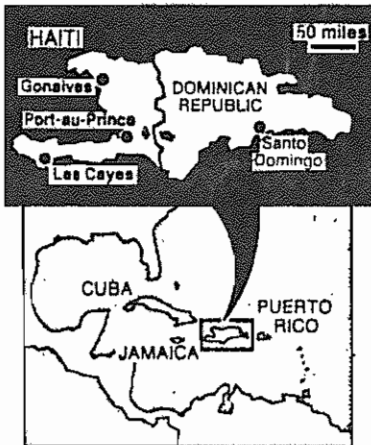 HAITI
50 miles
Gonaives
DOMINICAN
REPUBLIC
Port-au-Prince
Santo
Domingo
Les Cayes
CUBA
PUERTO
RICO
JAMAICA